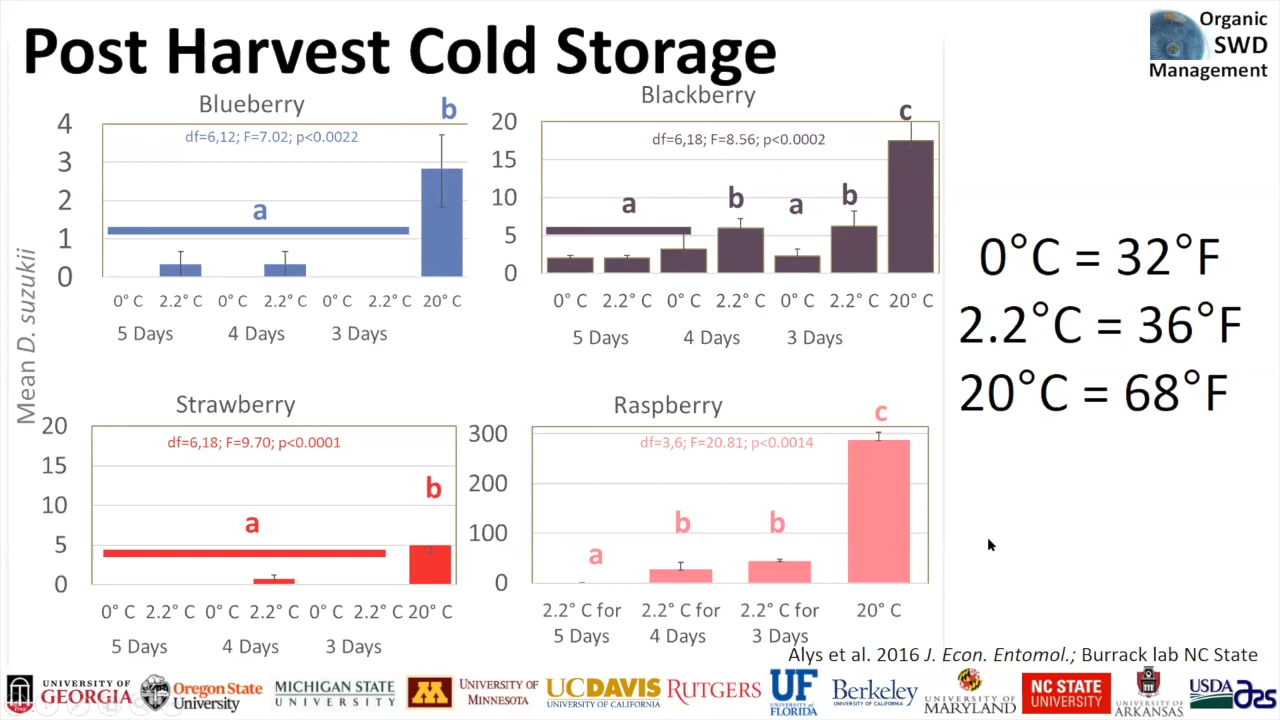 Post Harvest Cold Storage
Organic
SWD
Management
Mean D. suzukii
Blueberry
df=6,12; F=7.02; p<0.0022
4
3
2
1
0
a
b
0° C 2.2° C 0° C 2.2° C 0° C 2.2° C 20° C
5 Days 4 Days 3 Days
Blackberry
df=6,18; F=8.56; p<0.0002
20
15
10
5
0
a b a b c
0° C 2.2° C 0° C 2.2° C 0° C 2.2° C 20° C
5 Days 4 Days 3 Days
0°C = 32°F
2.2°C = 36°F
20°C = 68°F
Strawberry
df=6,18; F=9.70; p<0.0001
20
15
10
5
0
a
b
0° C 2.2° C 0° C 2.2° C 0° C 2.2° C 20° C
5 Days 4 Days 3 Days
Raspberry
df=3,6; F=20.81; p<0.0014
300
200
100
0
a b b c
2.2° C for 2.2° C for 2.2° C for 20° C
5 Days 4 Days 3 Days
Alys et al. 2016 J. Econ. Entomol.; Burrack lab NC State
UNIVERSITY OF
GEORGIA
Oregon State
University
MICHIGAN STATE
UNIVERSITY
M
UNIVERSITY OF
MINNESOTA
UC DAVIS
UNIVERSITY OF CALIFORNIA
RUTGERS
UF
UNIVERSITY of
FLORIDA
Berkeley
UNIVERSITY OF CALIFORNIA
UNIVERSITY OF
MARYLAND
NC STATE
UNIVERSITY
UNIVERSITY OF
ARKANSAS
USDA
ars